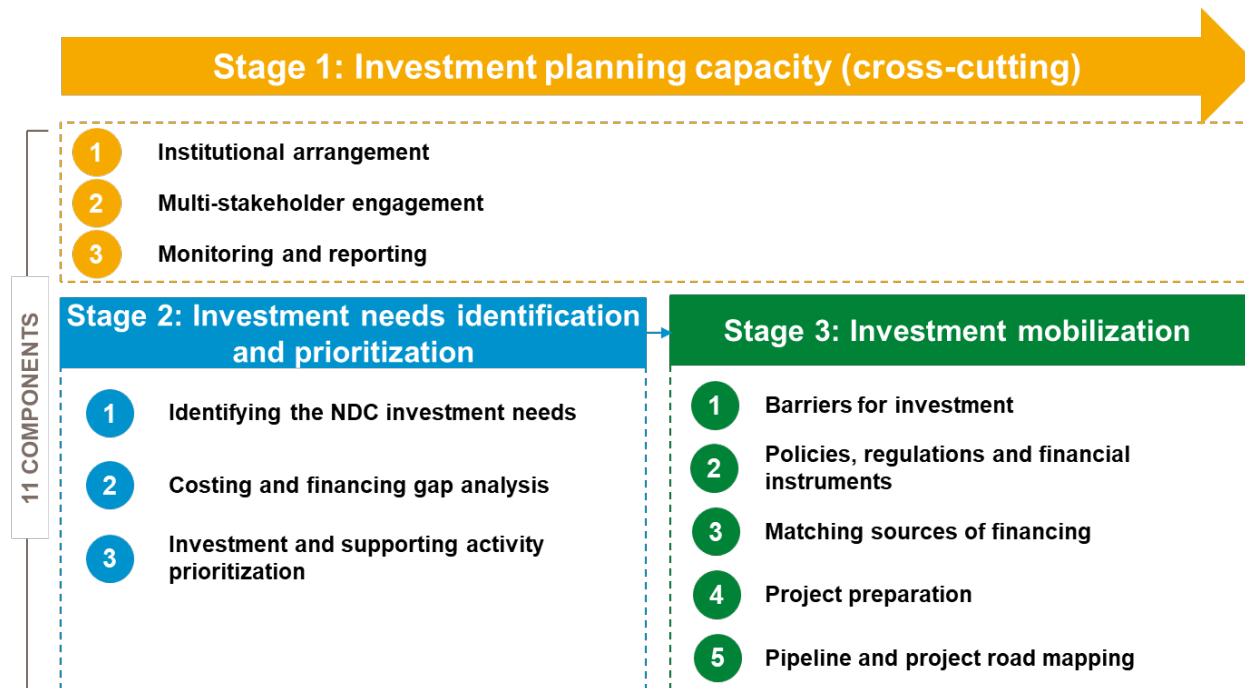 Stage 1: Investment planning capacity (cross-cutting)
1 Institutional arrangement
2 Multi-stakeholder engagement
3 Monitoring and reporting
11 COMPONENTS
Stage 2: Investment needs identification
and prioritization
1 Identifying the NDC investment needs
2 Costing and financing gap analysis
3 Investment and supporting activity
prioritization
Stage 3: Investment mobilization
1 Barriers for investment
2 Policies, regulations and financial
instruments
3 Matching sources of financing
4 Project preparation
5 Pipeline and project road mapping